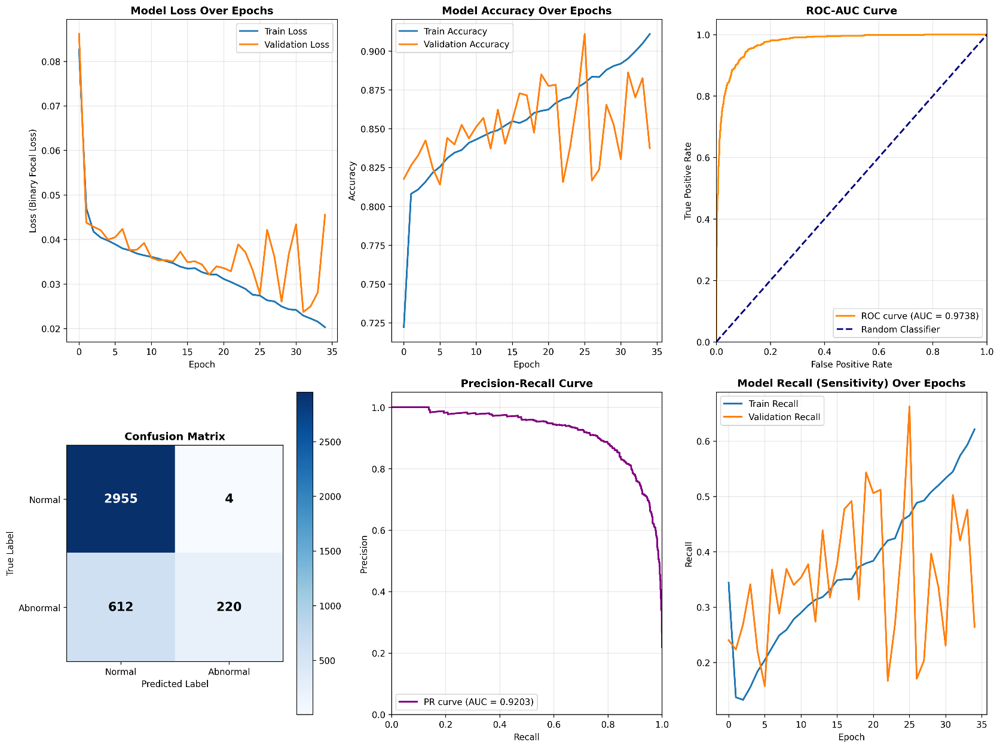 Model Loss Over Epochs
Train Loss
Validation Loss
Loss (Binary Focal Loss)
0.08
0.07
0.06
0.05
0.04
0.03
0.02
0 5 10 15 20 25 30 35
Epoch
Model Accuracy Over Epochs
Train Accuracy
Validation Accuracy
Accuracy
0.900
0.875
0.850
0.825
0.800
0.775
0.750
0.725
0 5 10 15 20 25 30 35
Epoch
ROC-AUC Curve
True Positive Rate
1.0
0.8
0.6
0.4
0.2
0.0
ROC curve (AUC = 0.9738)
Random Classifier
0.0 0.2 0.4 0.6 0.8 1.0
False Positive Rate
Confusion Matrix
True Label
Normal
2955 4
Abnormal
612 220
Normal Abnormal
Predicted Label
2500
2000
1500
1000
500
Precision-Recall Curve
Precision
1.0
0.8
0.6
0.4
0.2
0.0
PR curve (AUC = 0.9203)
0.0 0.2 0.4 0.6 0.8 1.0
Recall
Model Recall (Sensitivity) Over Epochs
Train Recall
Validation Recall
Recall
0.6
0.5
0.4
0.3
0.2
0 5 10 15 20 25 30 35
Epoch